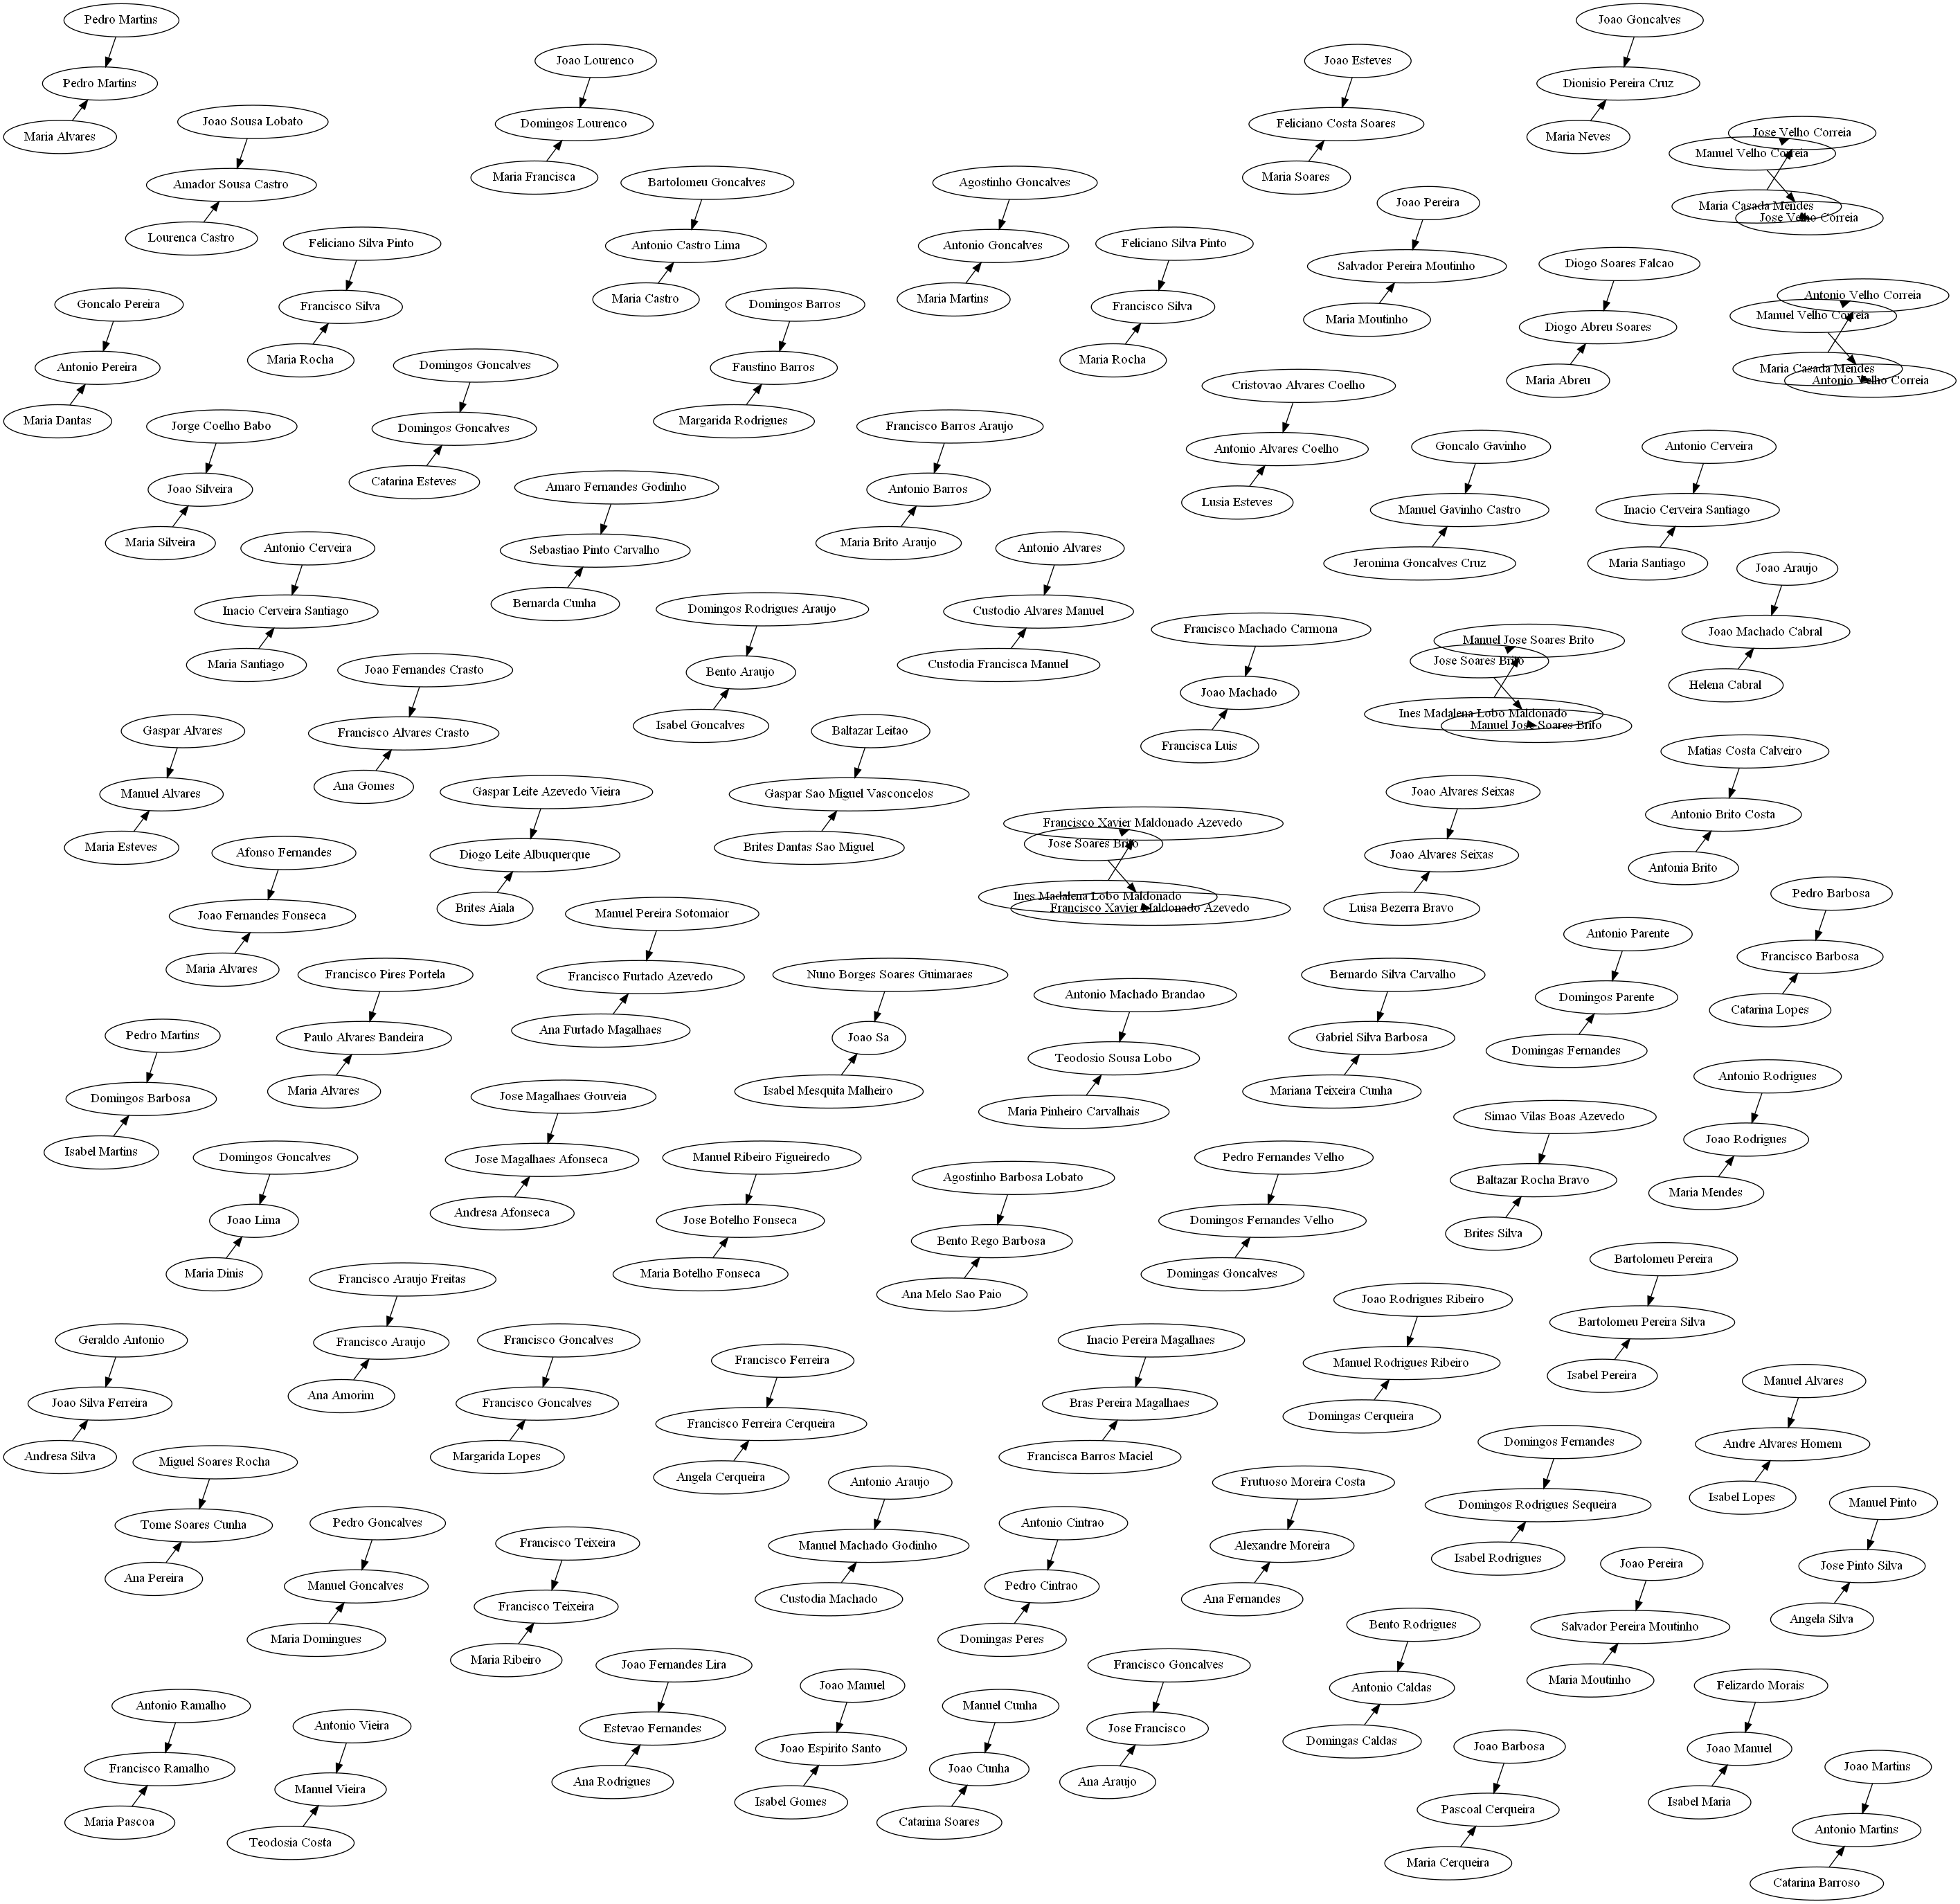 Pedro Martins
Pedro Martins
Maria Alvares
Joao Lourenco
Domingos Lourenco
Maria Francisca
Joao Esteves
Feliciano Costa Soares
Maria Soares
Joao Goncalves
Dionisio Pereira Cruz
Maria Neves
Jose Velho Correia
Manuel Velho Correia
Maria Casada Mendes
Jose Velho Correia
Joao Sousa Lobato
Amador Sousa Castro
Lourenca Castro
Bartolomeu Goncalves
Antonio Castro Lima
Maria Castro
Agostinho Goncalves
Antonio Goncalves
Maria Martins
Joao Pereira
Salvador Pereira Moutinho
Maria Moutinho
Feliciano Silva Pinto
Francisco Silva
Maria Rocha
Feliciano Silva Pinto
Francisco Silva
Maria Rocha
Diogo Soares Falcao
Diogo Abreu Soares
Maria Abreu
Antonio Velho Correia
Manuel Velho Correia
Maria Casada Mendes
Antonio Velho Correia
Goncalo Pereira
Antonio Pereira
Maria Dantas
Domingos Barros
Faustino Barros
Margarida Rodrigues
Domingos Goncalves
Domingos Goncalves
Catarina Esteves
Cristovao Alvares Coelho
Antonio Alvares Coelho
Lusia Esteves
Jorge Coelho Babo
Joao Silveira
Maria Silveira
Francisco Barros Araujo
Antonio Barros
Maria Brito Araujo
Goncalo Gavinho
Manuel Gavinho Castro
Jeronima Goncalves Cruz
Antonio Cerveira
Inacio Cerveira Santiago
Maria Santiago
Amaro Fernandes Godinho
Sebastiao Pinto Carvalho
Bernarda Cunha
Antonio Cerveira
Inacio Cerveira Santiago
Maria Santiago
Antonio Alvares
Custodio Alvares Manuel
Custodia Francisca Manuel
Joao Araujo
Joao Machado Cabral
Helena Cabral
Domingos Rodrigues Araujo
Bento Araujo
Isabel Goncalves
Francisco Machado Carmona
Joao Machado
Francisca Luis
Manuel Jose Soares Brito
Jose Soares Brito
Ines Madalena Lobo Maldonado
Manuel Jose Soares Brito
Joao Fernandes Crasto
Francisco Alvares Crasto
Ana Gomes
Gaspar Alvares
Manuel Alvares
Maria Esteves
Baltazar Leitao
Gaspar Sao Miguel Vasconcelos
Brites Dantas Sao Miguel
Matias Costa Calveiro
Antonio Brito Costa
Antonia Brito
Gaspar Leite Azevedo Vieira
Diogo Leite Albuquerque
Brites Aiala
Francisco Xavier Maldonado Azevedo
Jose Soares Brito
Ines Madalena Lobo Maldonado
Francisco Xavier Maldonado Azevedo
Joao Alvares Seixas
Joao Alvares Seixas
Luisa Bezerra Bravo
Afonso Fernandes
Joao Fernandes Fonseca
Maria Alvares
Pedro Barbosa
Francisco Barbosa
Catarina Lopes
Manuel Pereira Sotomaior
Francisco Furtado Azevedo
Ana Furtado Magalhaes
Antonio Parente
Domingos Parente
Domingas Fernandes
Francisco Pires Portela
Paulo Alvares Bandeira
Maria Alvares
Nuno Borges Soares Guimaraes
Joao Sa
Isabel Mesquita Malheiro
Antonio Machado Brandao
Teodosio Sousa Lobo
Maria Pinheiro Carvalhais
Bernardo Silva Carvalho
Gabriel Silva Barbosa
Mariana Teixeira Cunha
Pedro Martins
Domingos Barbosa
Isabel Martins
Antonio Rodrigues
Joao Rodrigues
Maria Mendes
Jose Magalhaes Gouveia
Jose Magalhaes Afonseca
Andresa Afonseca
Simao Vilas Boas Azevedo
Baltazar Rocha Bravo
Brites Silva
Domingos Goncalves
Joao Lima
Maria Dinis
Manuel Ribeiro Figueiredo
Jose Botelho Fonseca
Maria Botelho Fonseca
Agostinho Barbosa Lobato
Bento Rego Barbosa
Ana Melo Sao Paio
Pedro Fernandes Velho
Domingos Fernandes Velho
Domingas Goncalves
Bartolomeu Pereira
Bartolomeu Pereira Silva
Isabel Pereira
Francisco Araujo Freitas
Francisco Araujo
Ana Amorim
Joao Rodrigues Ribeiro
Manuel Rodrigues Ribeiro
Domingas Cerqueira
Geraldo Antonio
Joao Silva Ferreira
Andresa Silva
Francisco Goncalves
Francisco Goncalves
Margarida Lopes
Francisco Ferreira
Francisco Ferreira Cerqueira
Angela Cerqueira
Inacio Pereira Magalhaes
Bras Pereira Magalhaes
Francisca Barros Maciel
Manuel Alvares
Andre Alvares Homem
Isabel Lopes
Miguel Soares Rocha
Tome Soares Cunha
Ana Pereira
Domingos Fernandes
Domingos Rodrigues Sequeira
Isabel Rodrigues
Antonio Araujo
Manuel Machado Godinho
Custodia Machado
Frutuoso Moreira Costa
Alexandre Moreira
Ana Fernandes
Manuel Pinto
Jose Pinto Silva
Angela Silva
Pedro Goncalves
Manuel Goncalves
Maria Domingues
Francisco Teixeira
Francisco Teixeira
Maria Ribeiro
Antonio Cintrao
Pedro Cintrao
Domingas Peres
Joao Pereira
Salvador Pereira Moutinho
Maria Moutinho
Bento Rodrigues
Antonio Caldas
Domingas Caldas
Joao Fernandes Lira
Estevao Fernandes
Ana Rodrigues
Joao Manuel
Joao Espirito Santo
Isabel Gomes
Manuel Cunha
Joao Cunha
Catarina Soares
Francisco Goncalves
Jose Francisco
Ana Araujo
Felizardo Morais
Joao Manuel
Isabel Maria
Antonio Ramalho
Francisco Ramalho
Maria Pascoa
Antonio Vieira
Manuel Vieira
Teodosia Costa
Joao Barbosa
Pascoal Cerqueira
Maria Cerqueira
Joao Martins
Antonio Martins
Catarina Barroso